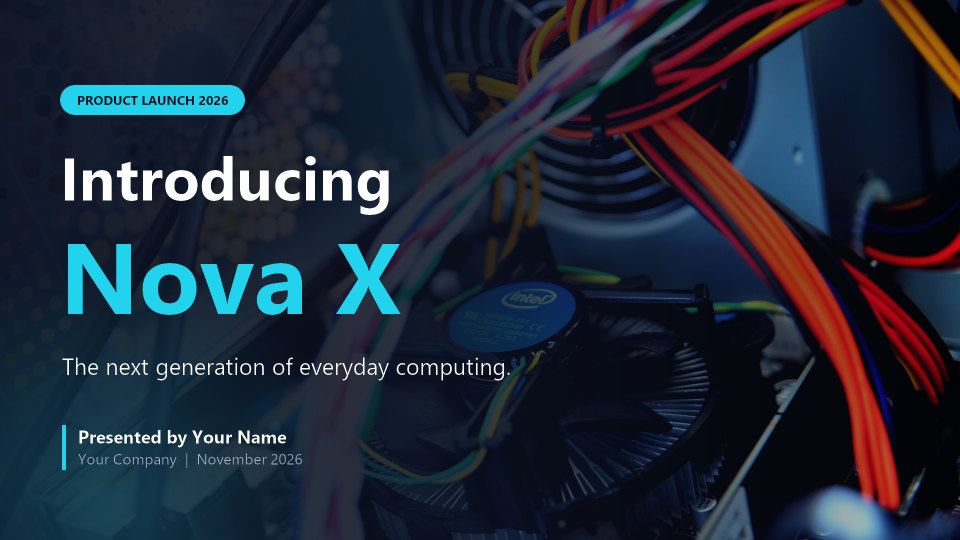 PRODUCT LAUNCH 2026
Introducing
Nova X
intel
The next generation of everyday computing.
Presented by Your Name
Your Company | November 2026